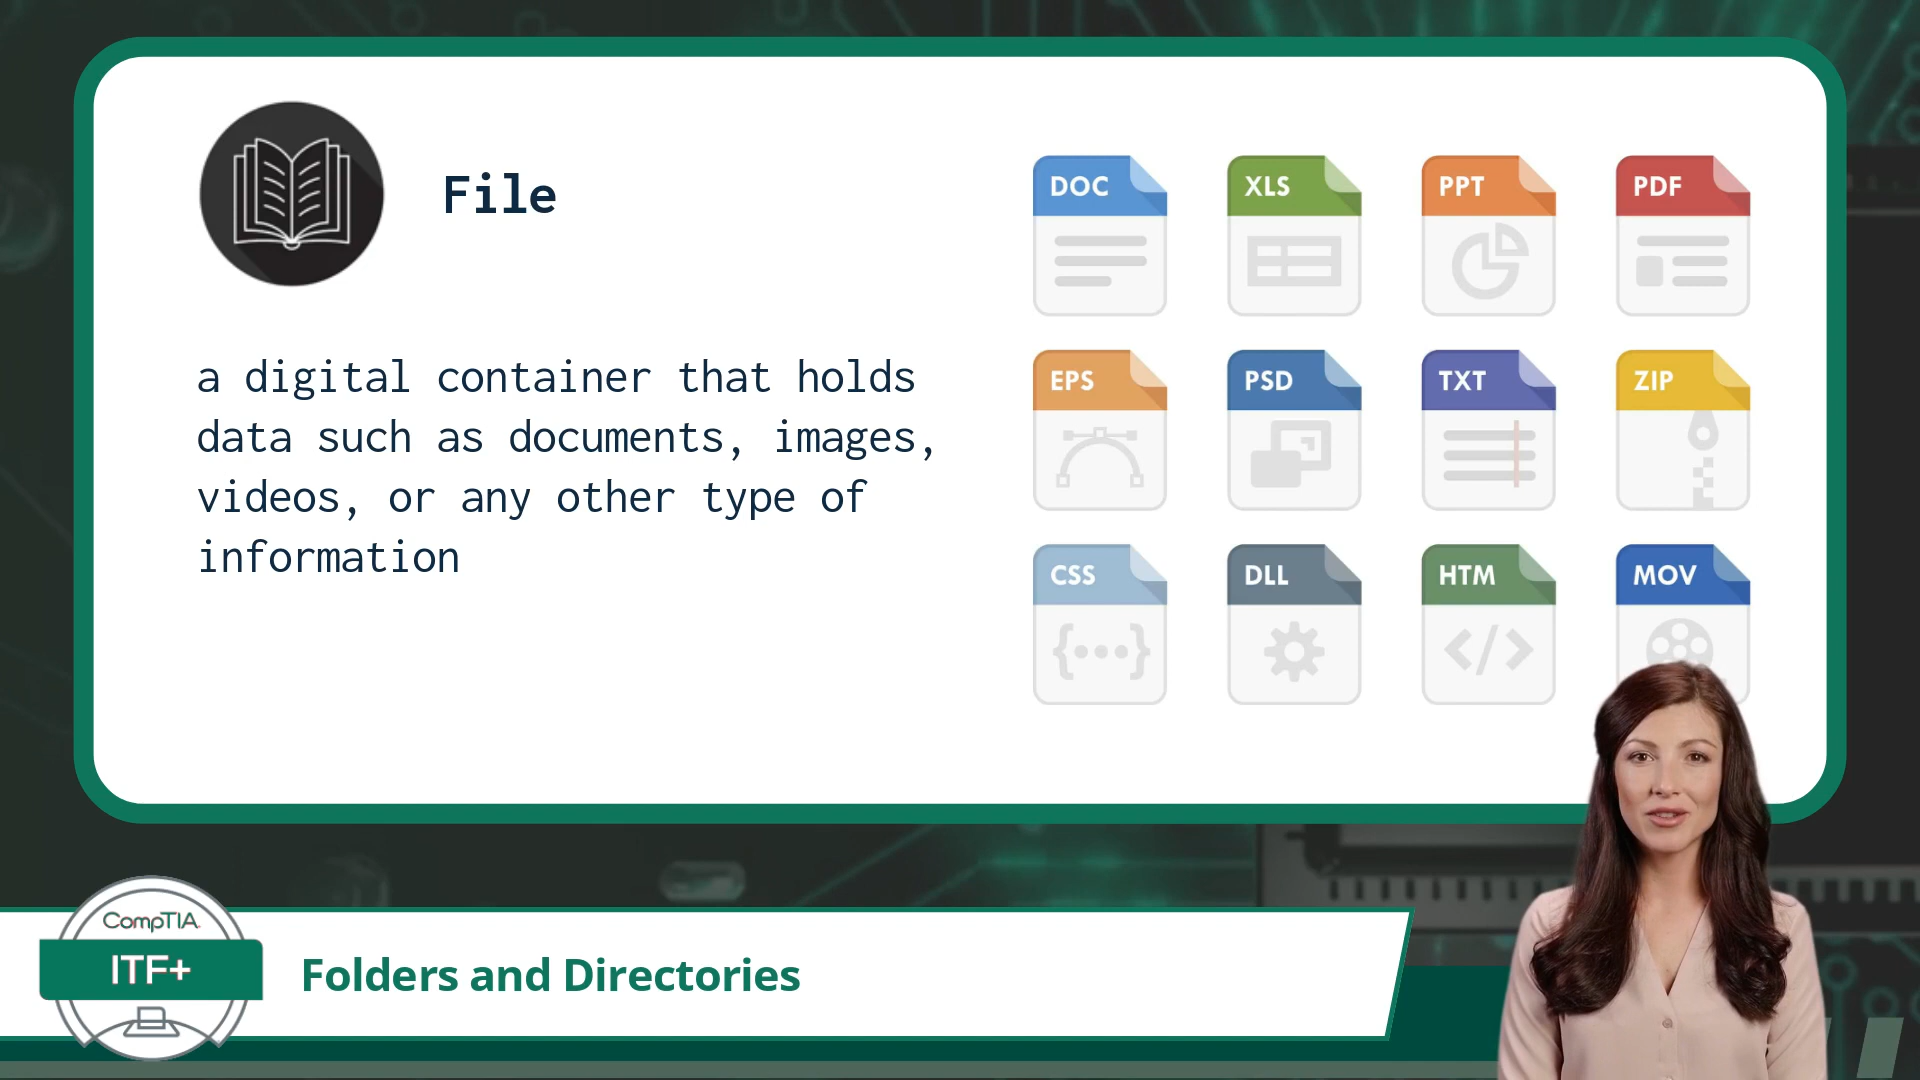 File
a digital container that holds
data such as documents, images,
videos, or any other type of
information
DOC XLS PPT PDF
EPS PSD TXT ZIP
CSS DLL HTM MOV
CompTIA
ITF+
Folders and Directories